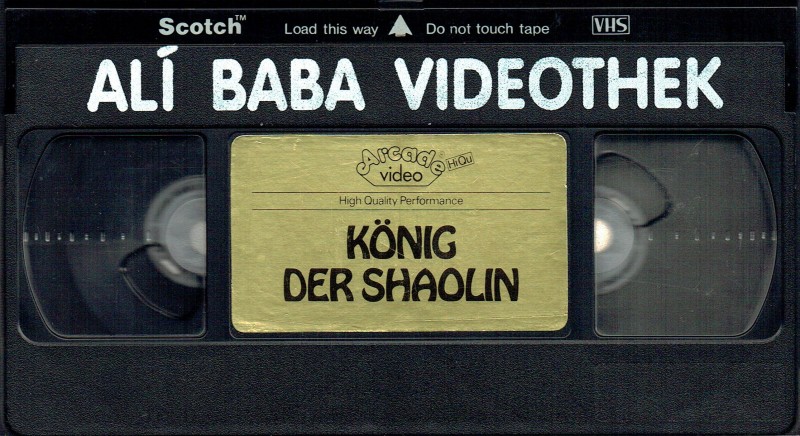 Scotch™ Load this way Do not touch tape VHS
ALÍ BABA VIDEOTHEK
Arcade HiQu
video
High Quality Performance
KÖNIG
DER SHAOLIN